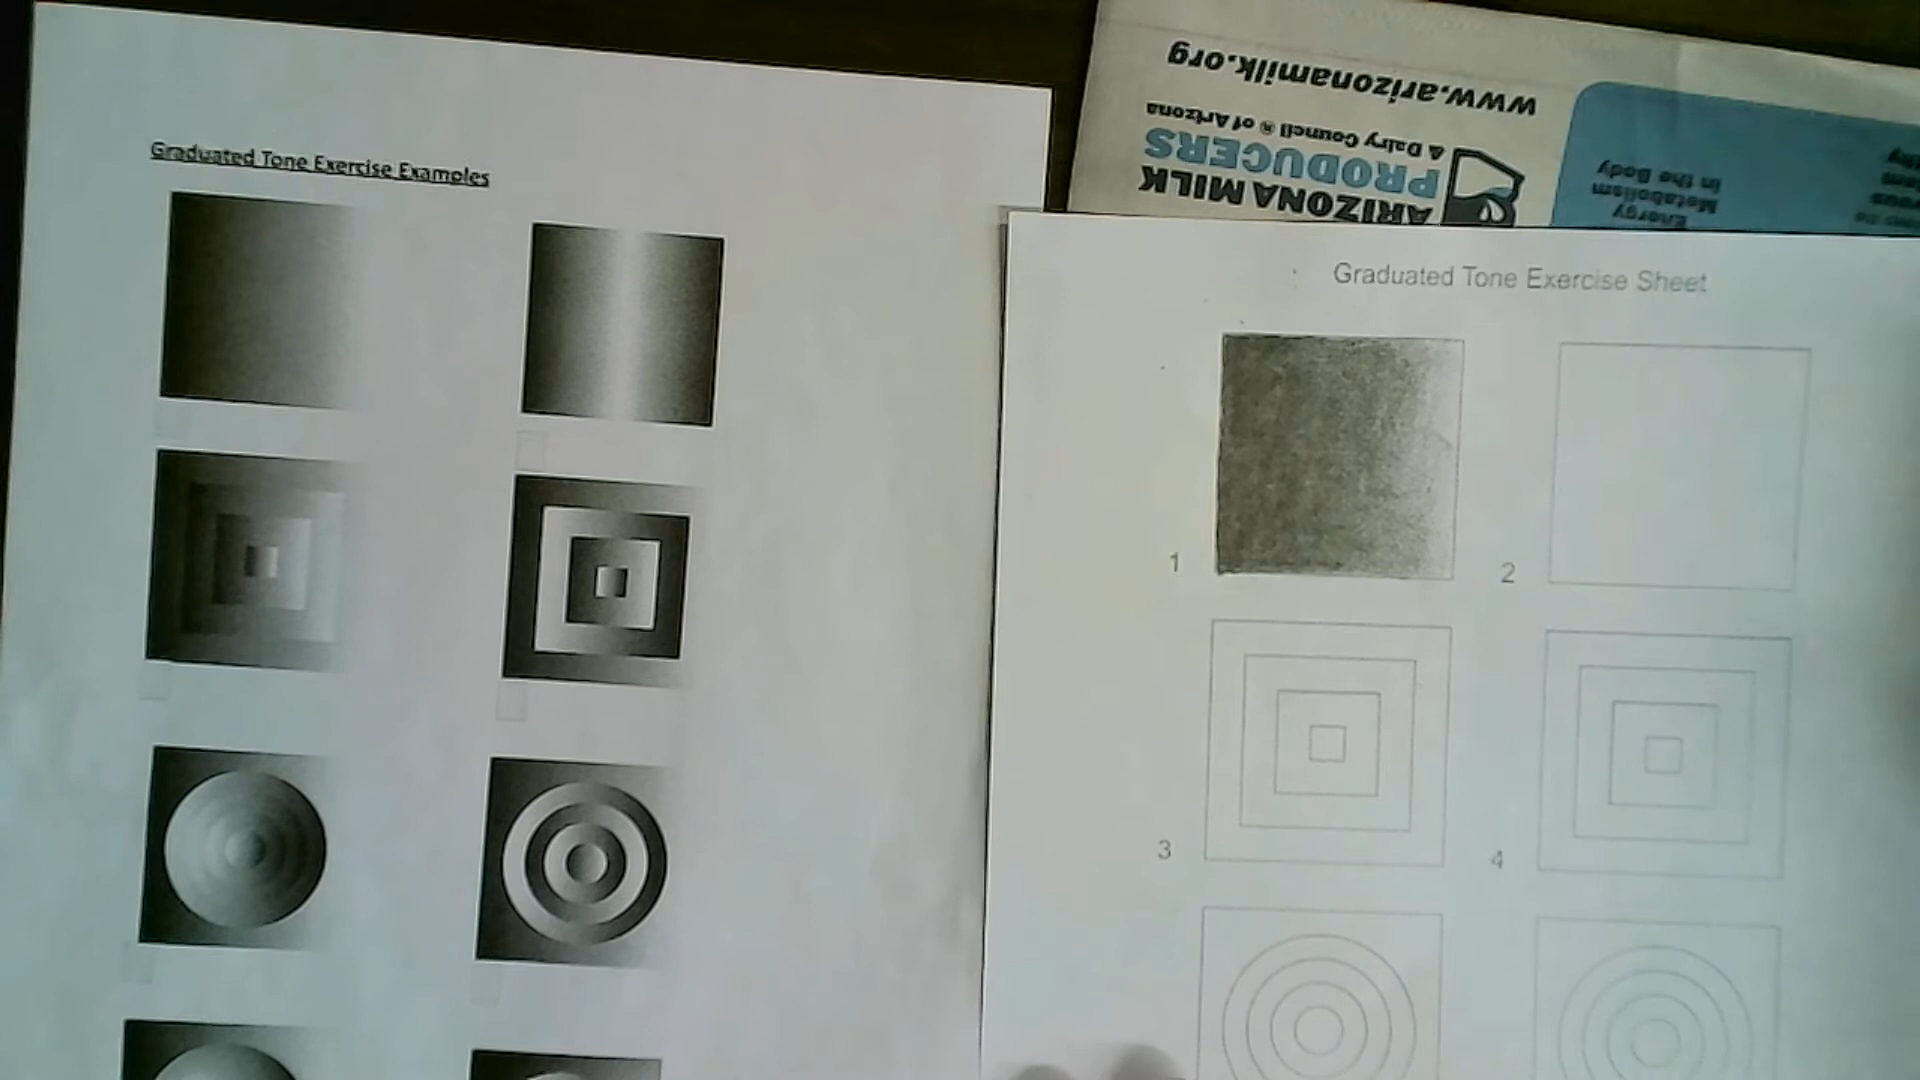 Graduated Tone Exercise Examples
www.arizonamilk.org
& Dairy Council ® of Arizona
PRODUCERS
ARIZONA MILK
in the Body
Metabolism
Energy
Graduated Tone Exercise Sheet
1
2
3
4